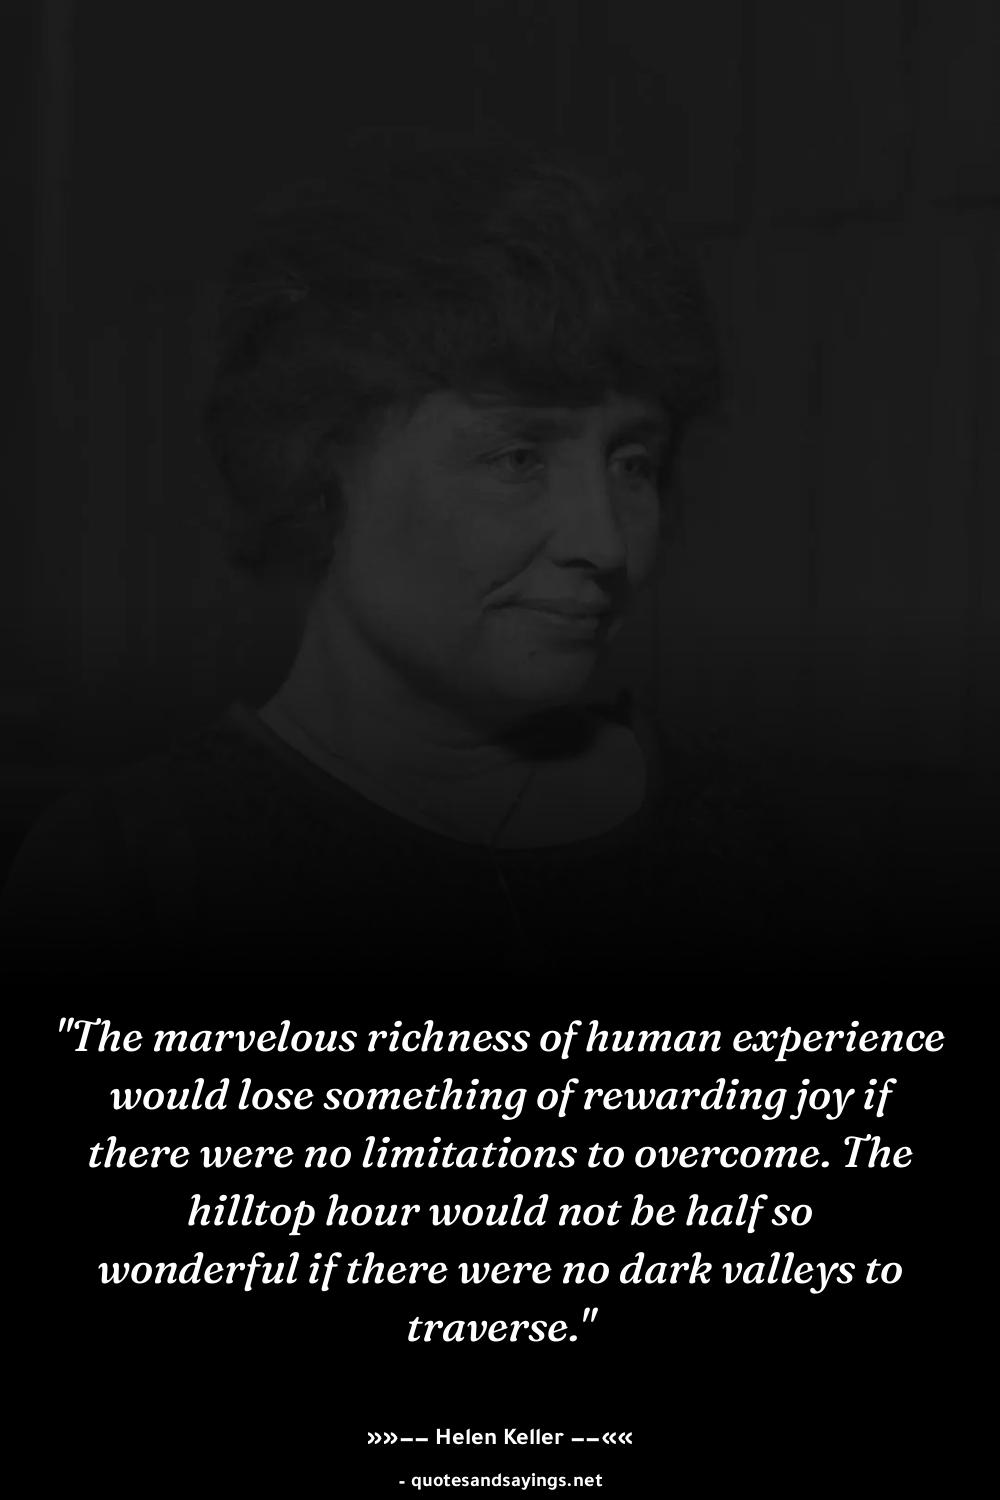 "The marvelous richness of human experience
would lose something of rewarding joy if
there were no limitations to overcome. The
hilltop hour would not be half so
wonderful if there were no dark valleys to
traverse."
»»—— Helen Keller ——««
- quotesandsayings.net